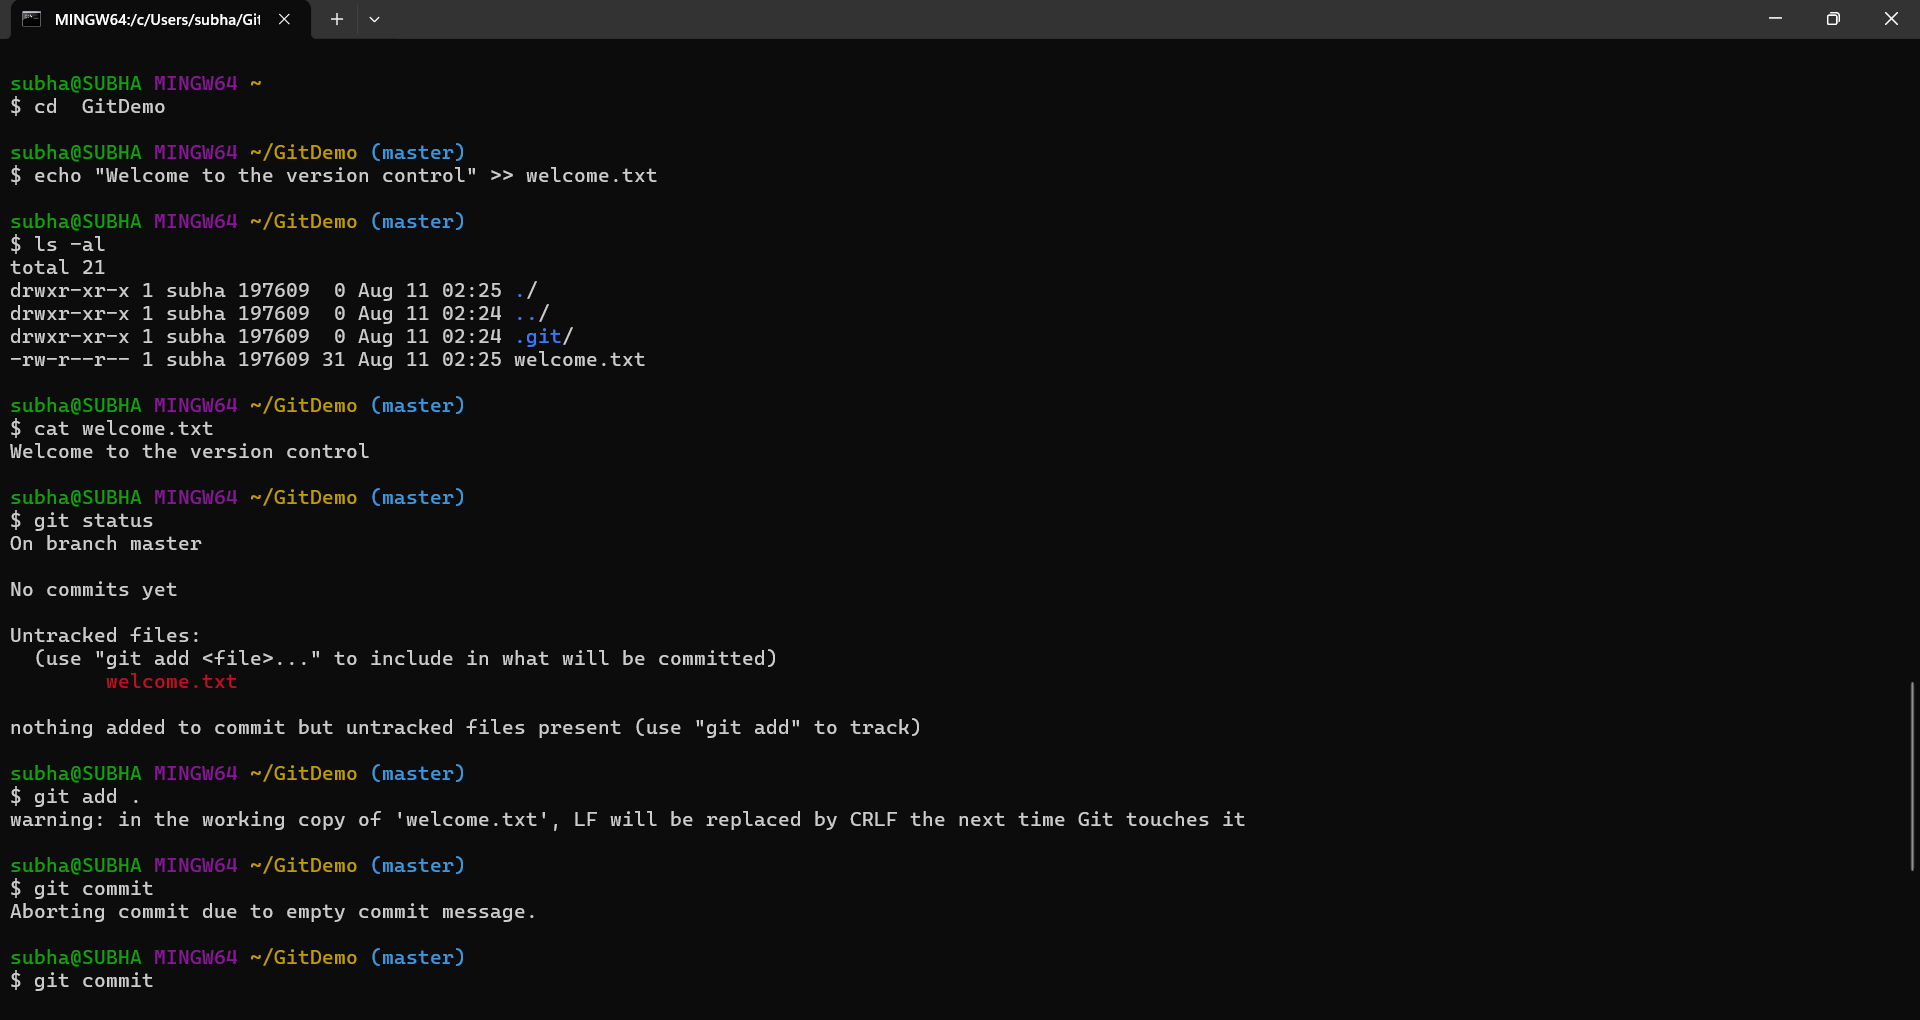 MINGW64:/c/Users/subha/Git
subha@SUBHA MINGW64 ~
$ cd  GitDemo
subha@SUBHA MINGW64 ~/GitDemo (master)
$ echo "Welcome to the version control" >> welcome.txt
subha@SUBHA MINGW64 ~/GitDemo (master)
$ ls -al
total 21
drwxr-xr-x 1 subha 197609  0 Aug 11 02:25 ./
drwxr-xr-x 1 subha 197609  0 Aug 11 02:24 ../
drwxr-xr-x 1 subha 197609  0 Aug 11 02:24 .git/
-rw-r--r-- 1 subha 197609 31 Aug 11 02:25 welcome.txt
subha@SUBHA MINGW64 ~/GitDemo (master)
$ cat welcome.txt
Welcome to the version control
subha@SUBHA MINGW64 ~/GitDemo (master)
$ git status
On branch master
No commits yet
Untracked files:
  (use "git add <file>..." to include in what will be committed)
        welcome.txt
nothing added to commit but untracked files present (use "git add" to track)
subha@SUBHA MINGW64 ~/GitDemo (master)
$ git add .
warning: in the working copy of 'welcome.txt', LF will be replaced by CRLF the next time Git touches it
subha@SUBHA MINGW64 ~/GitDemo (master)
$ git commit
Aborting commit due to empty commit message.
subha@SUBHA MINGW64 ~/GitDemo (master)
$ git commit